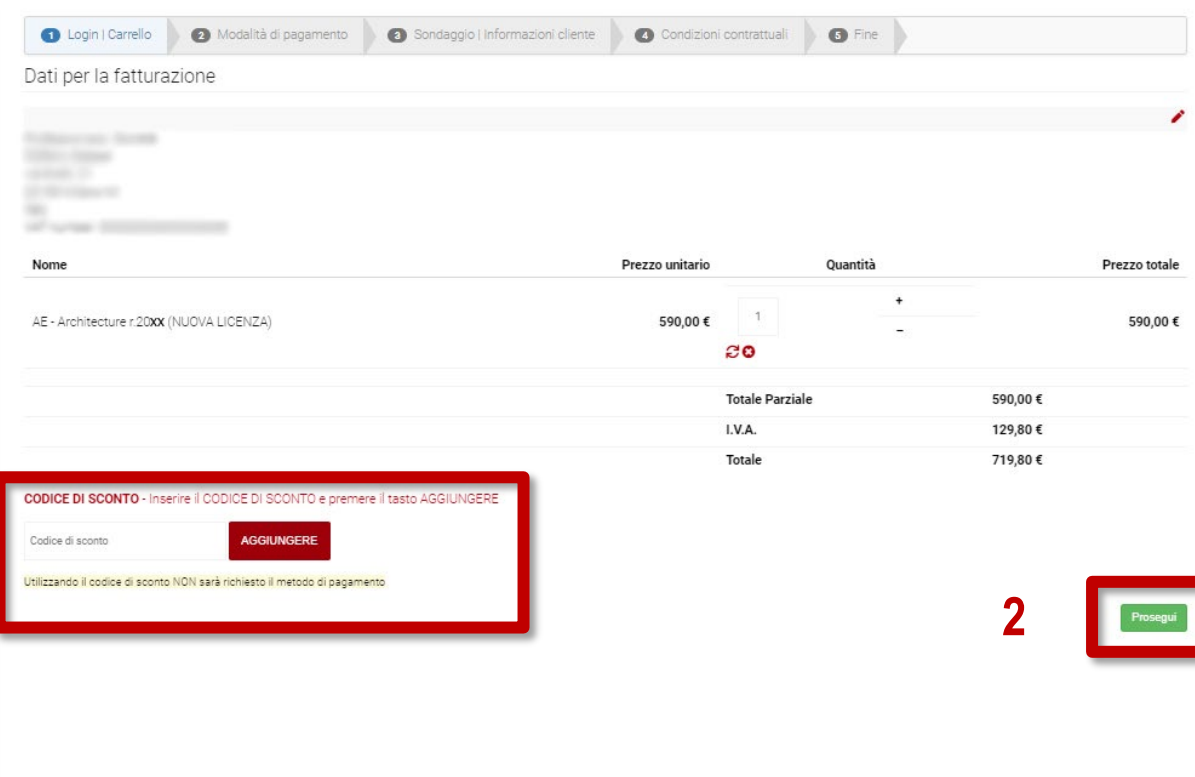 1 Login | Carrello 2 Modalità di pagamento 3 Sondaggio | Informazioni cliente 4 Condizioni contrattuali 5 Fine
Dati per la fatturazione
Nome Prezzo unitario Quantità Prezzo totale
+
AE - Architecture r.20xx (NUOVA LICENZA) 590,00 € 1 590,00 €
–
Totale Parziale 590,00 €
I.V.A. 129,80 €
Totale 719,80 €
CODICE DI SCONTO - Inserire il CODICE DI SCONTO e premere il tasto AGGIUNGERE
Codice di sconto AGGIUNGERE
Utilizzando il codice di sconto NON sarà richiesto il metodo di pagamento
2 Prosegui